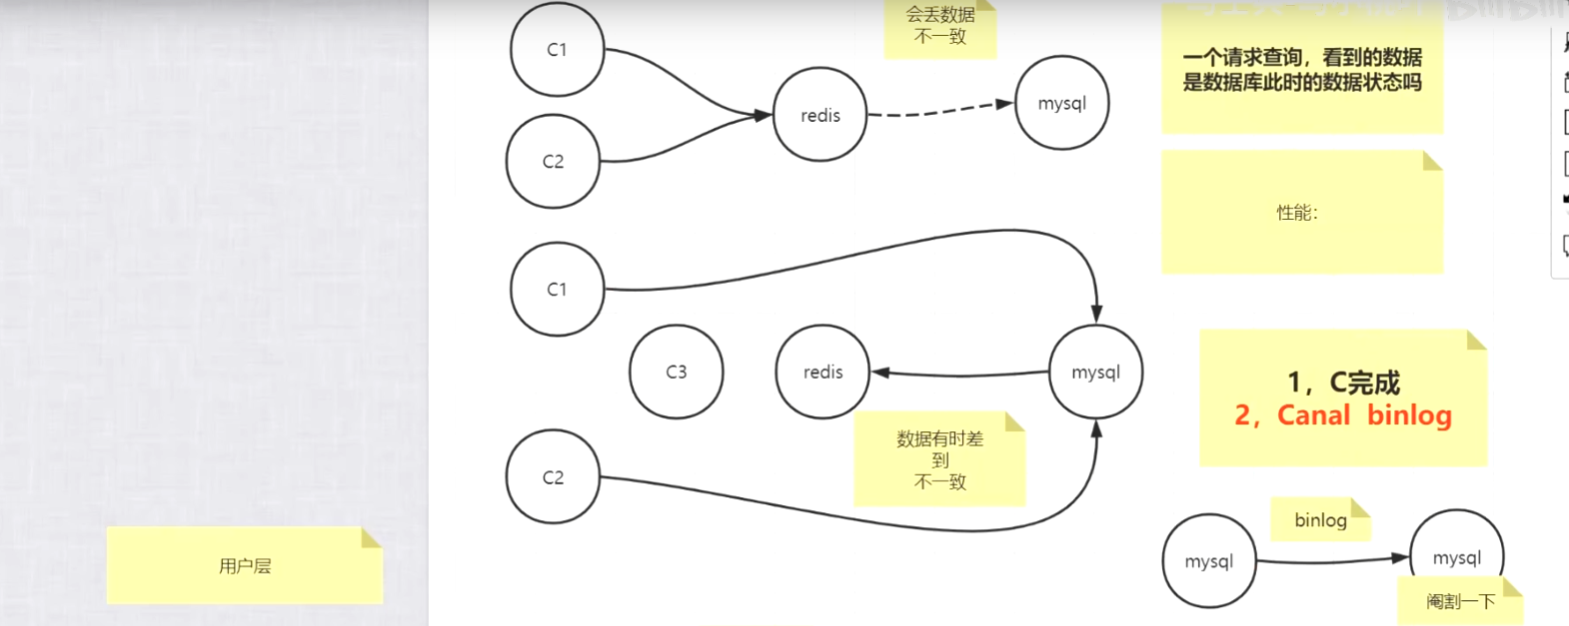 会丢数据
不一致
C1
C2
redis
mysql
一个请求查询，看到的数据
是数据库此时的数据状态吗
性能：
C1
C3
redis
mysql
C2
数据有时差
到
不一致
1，C完成
2，Canal binlog
binlog
mysql
mysql
阉割一下
用户层